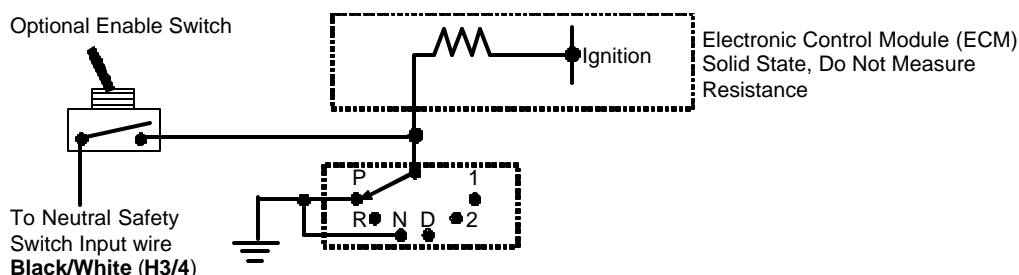 Optional Enable Switch
Ignition
Electronic Control Module (ECM)
Solid State, Do Not Measure
Resistance
P 1
R N D 2
To Neutral Safety
Switch Input wire
Black/White (H3/4)